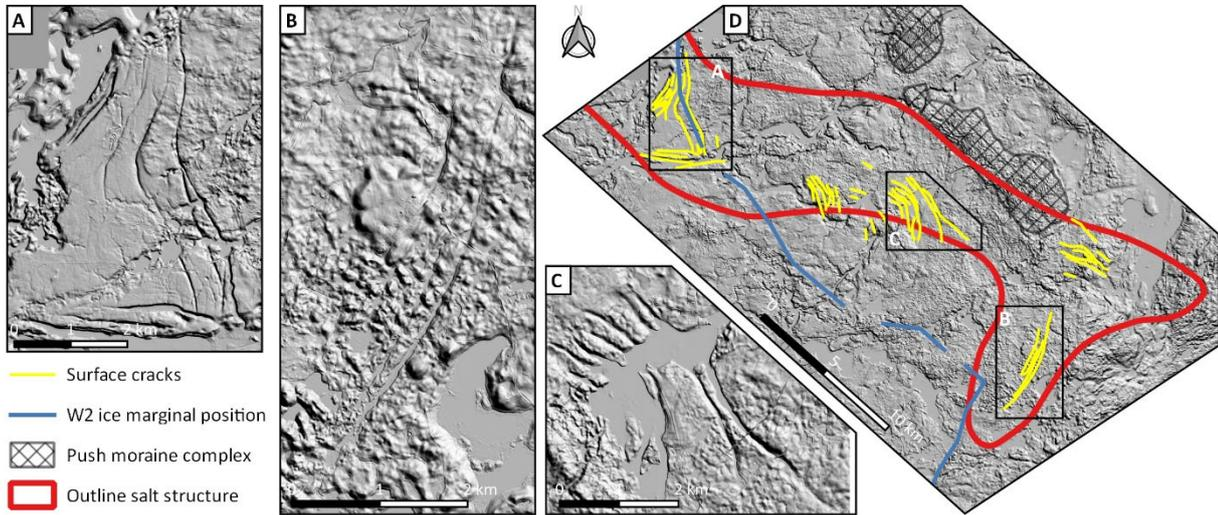 A
0 1 2 km
Surface cracks
W2 ice marginal position
Push moraine complex
Outline salt structure
B
0 1 2 km
C
0 1 2 km
N
D
A
C
B
0 5 10 km